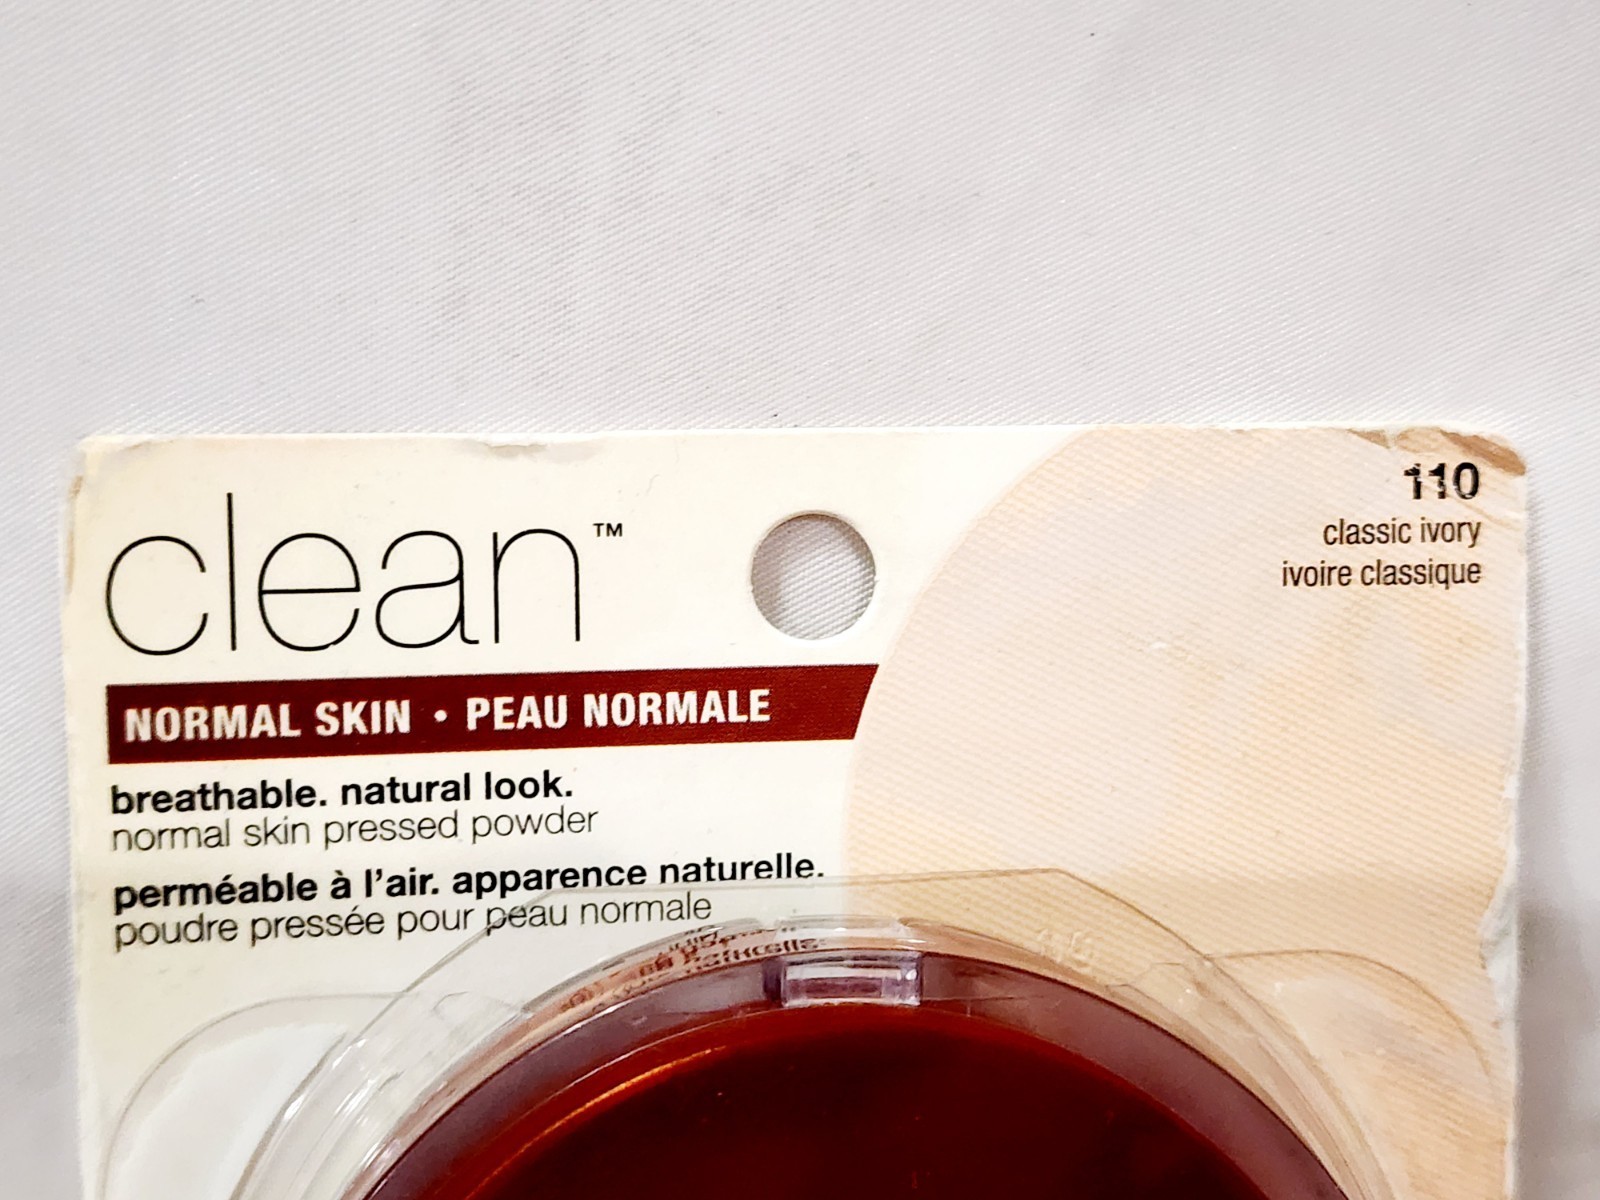 clean™
110
classic ivory
ivoire classique
NORMAL SKIN • PEAU NORMALE
breathable. natural look.
normal skin pressed powder
perméable à l'air. apparence naturelle.
poudre pressée pour peau normale